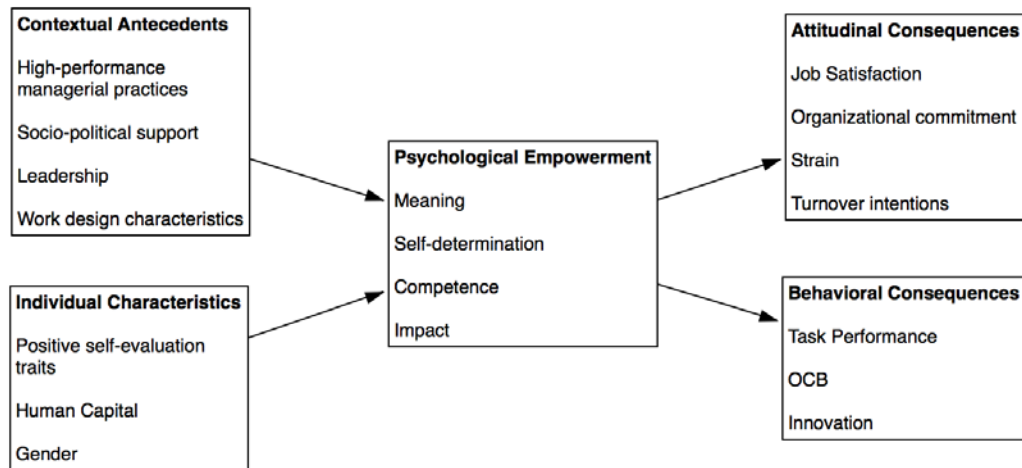 Contextual Antecedents
High-performance
managerial practices
Socio-political support
Leadership
Work design characteristics
Individual Characteristics
Positive self-evaluation
traits
Human Capital
Gender
Psychological Empowerment
Meaning
Self-determination
Competence
Impact
Attitudinal Consequences
Job Satisfaction
Organizational commitment
Strain
Turnover intentions
Behavioral Consequences
Task Performance
OCB
Innovation